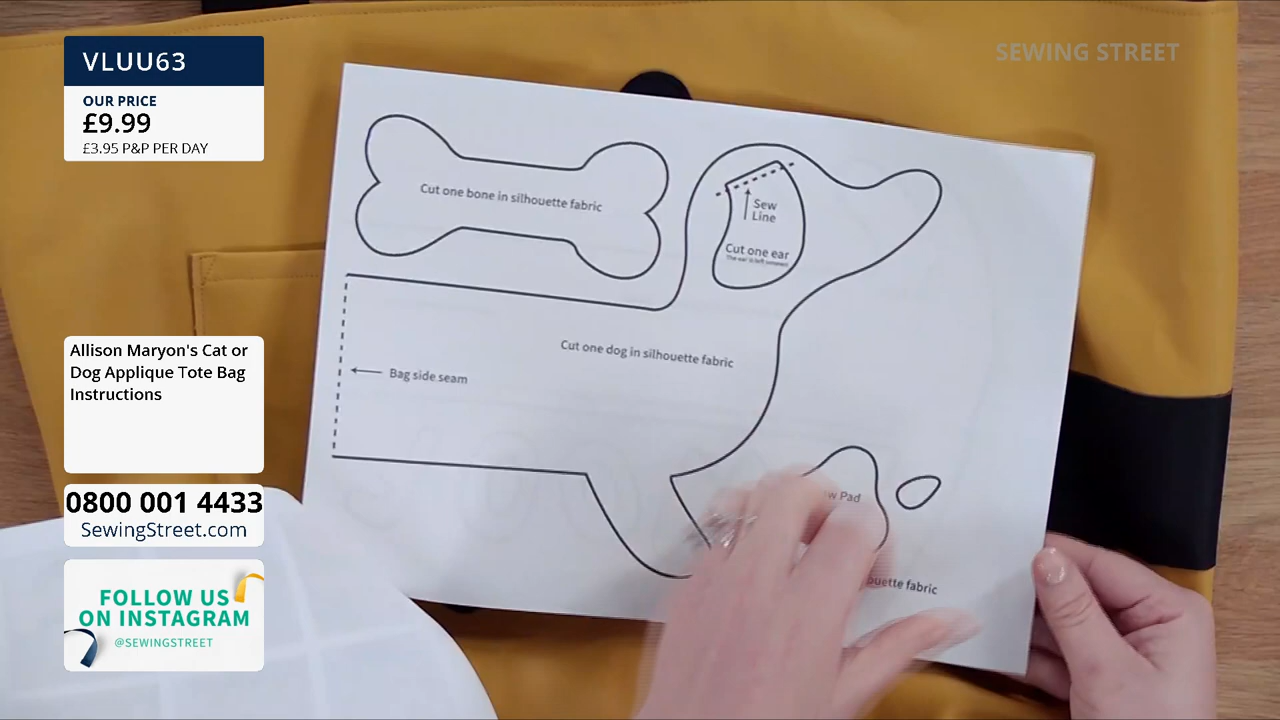 VLUU63
OUR PRICE
£9.99
£3.95 P&P PER DAY
SEWING STREET
Cut one bone in silhouette fabric
Sew
Line
Cut one ear
Cut one dog in silhouette fabric
Bag side seam
Pad
fabric
Allison Maryon's Cat or
Dog Applique Tote Bag
Instructions
0800 001 4433
SewingStreet.com
FOLLOW US
ON INSTAGRAM
@SEWINGSTREET